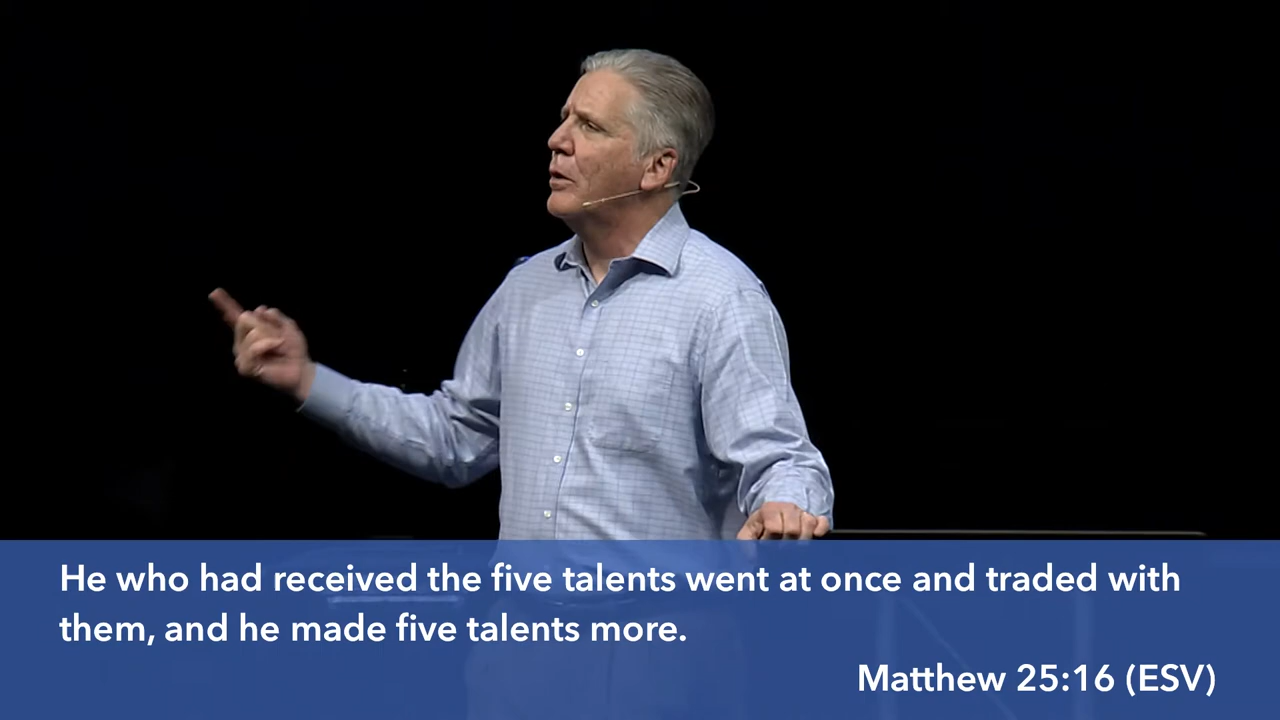 He who had received the five talents went at once and traded with
them, and he made five talents more.
Matthew 25:16 (ESV)